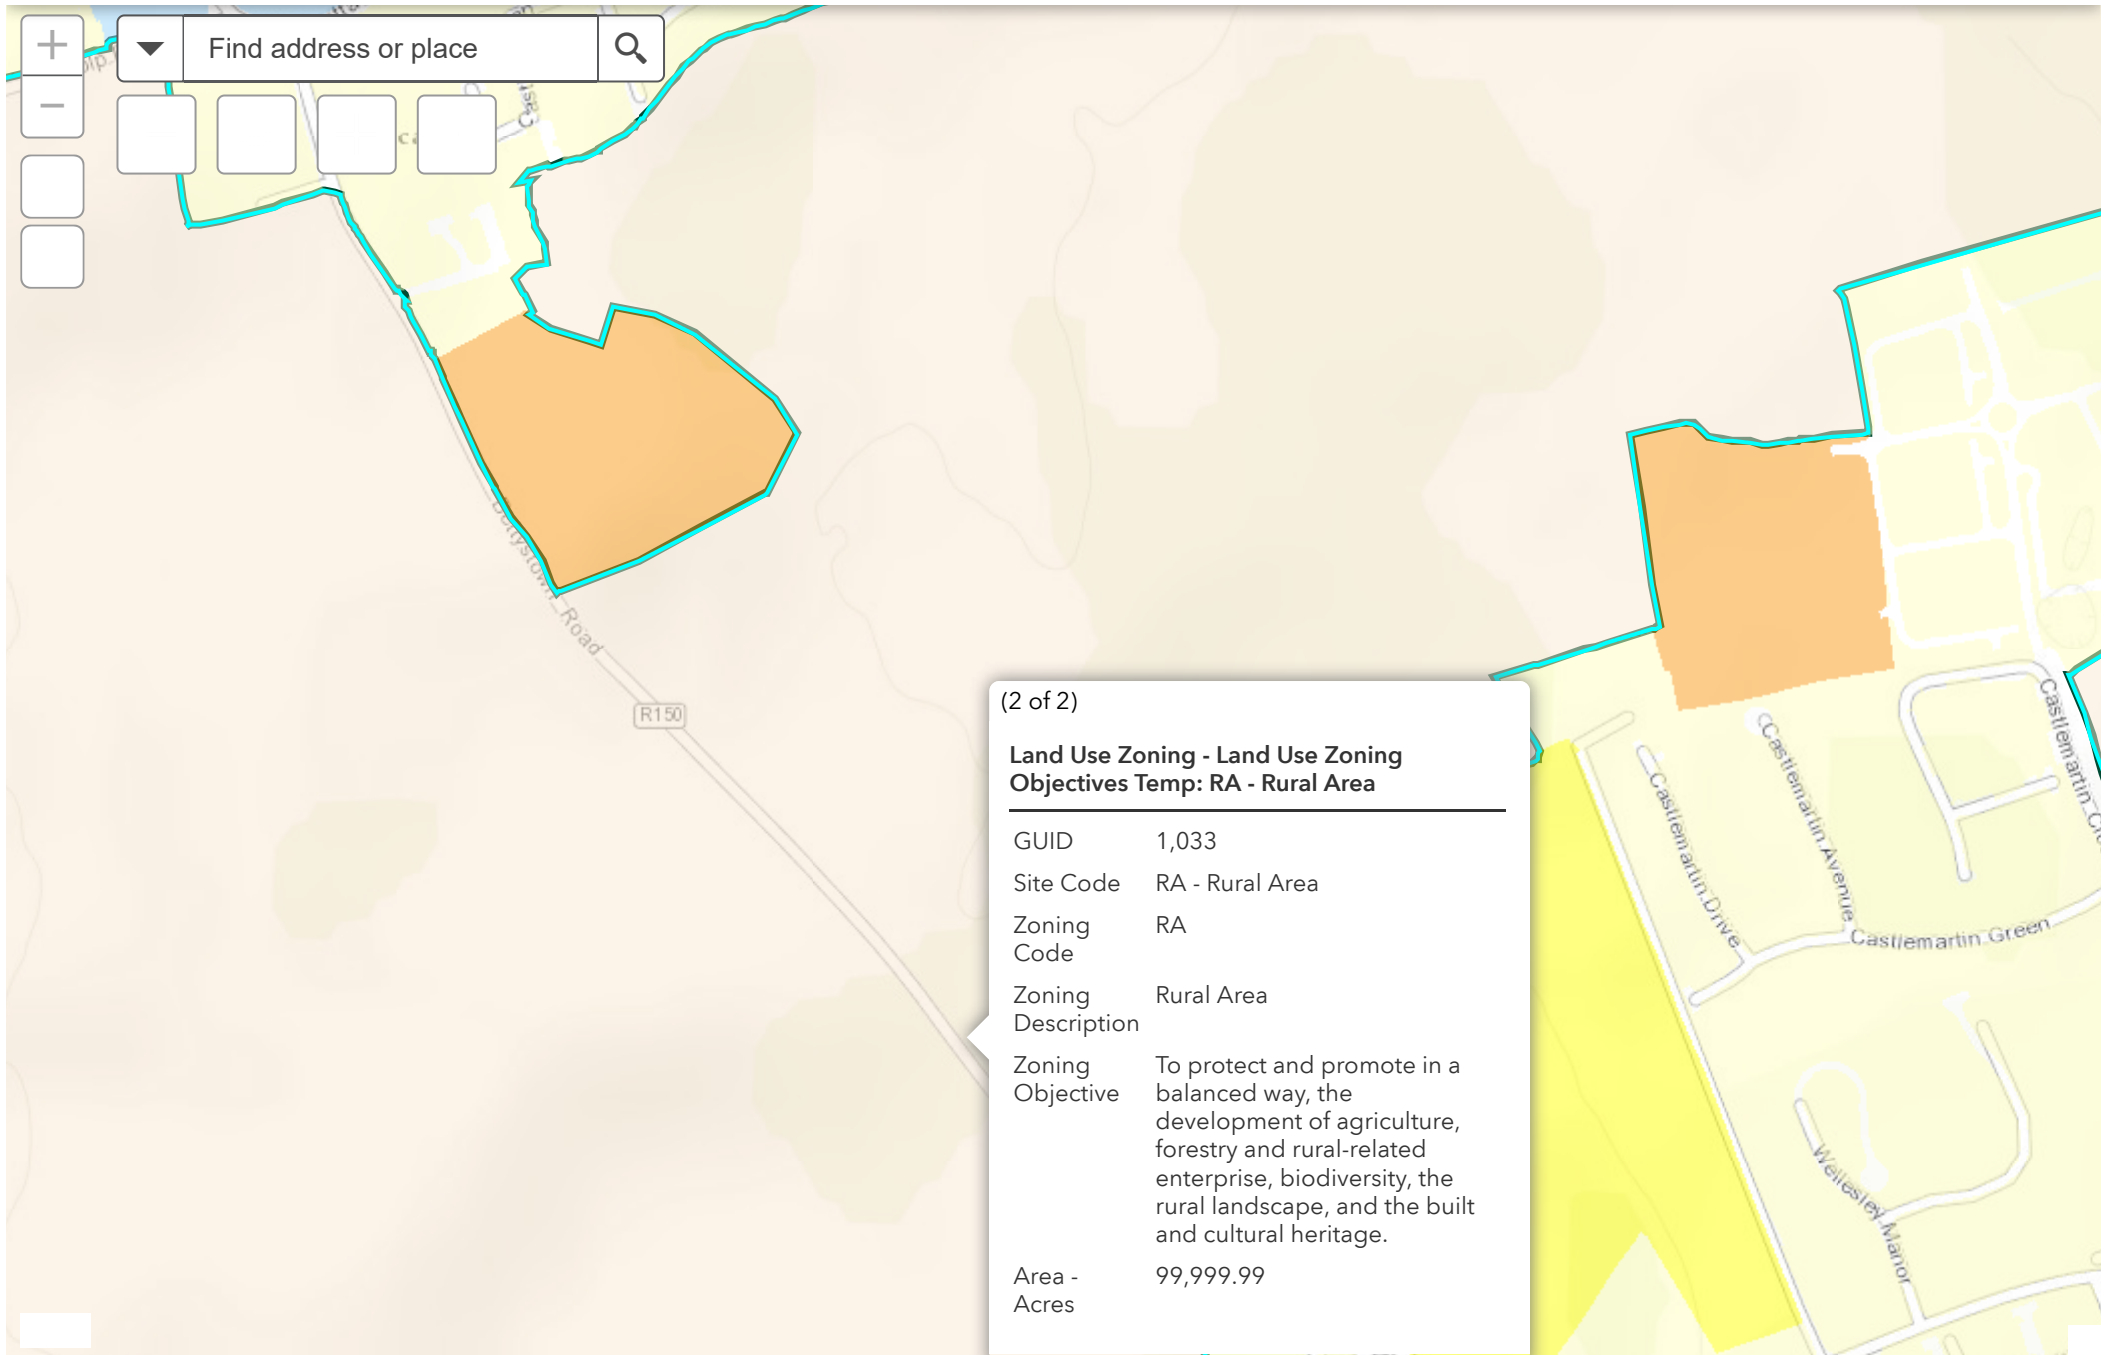 Find address or place
Bettystown Road
R150
(2 of 2)
Land Use Zoning - Land Use Zoning
Objectives Temp: RA - Rural Area
GUID 1,033
Site Code RA - Rural Area
Zoning RA
Code
Zoning Rural Area
Description
Zoning To protect and promote in a
Objective balanced way, the
development of agriculture,
forestry and rural-related
enterprise, biodiversity, the
rural landscape, and the built
and cultural heritage.
Area - 99,999.99
Acres
Castlemartin Drive
Castlemartin Avenue
Castlemartin Green
Castlemartin
Wellesley Manor